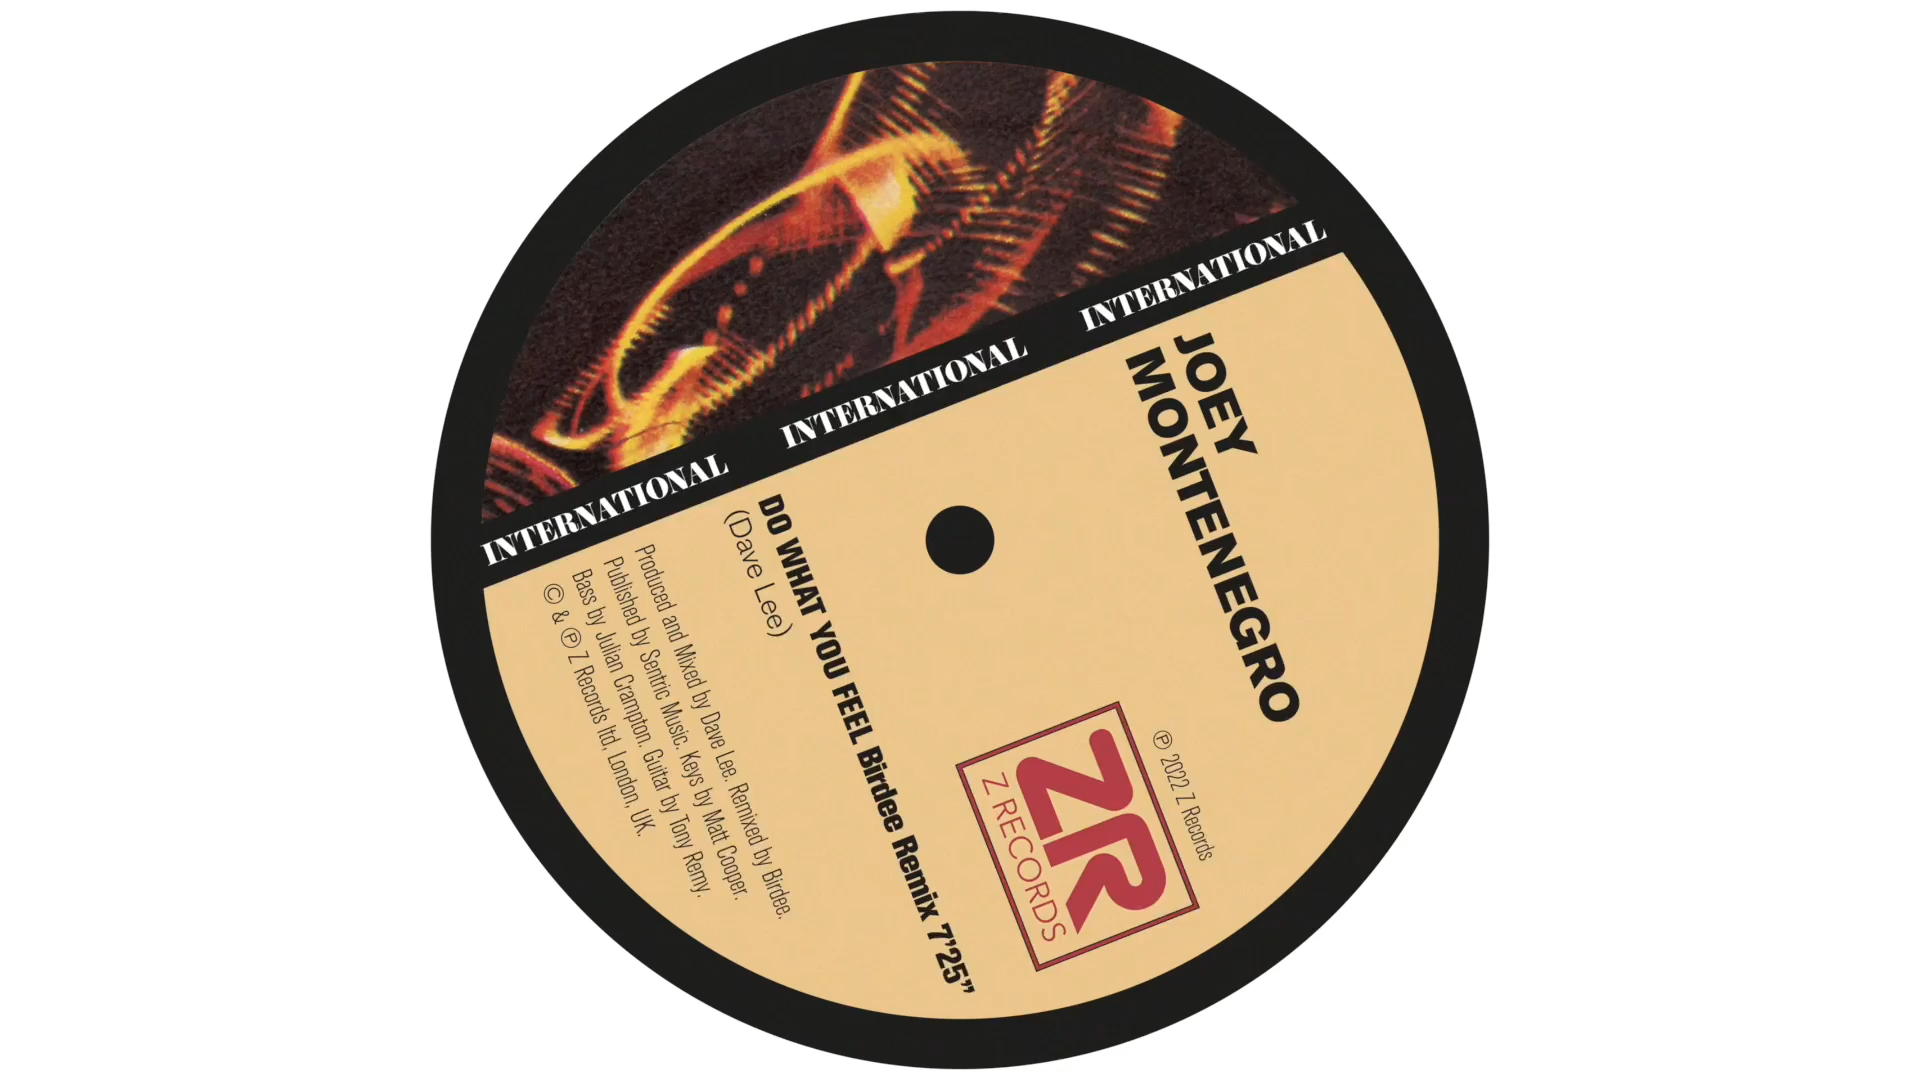 INTERNATIONAL INTERNATIONAL INTERNATIONAL
JOEY
MONTENEGRO
℗ 2022 Z Records
ZR
Z RECORDS
DO WHAT YOU FEEL Birdee Remix 7’25”
(Dave Lee)
Produced and Mixed by Dave Lee. Remixed by Birdee.
Published by Sentric Music. Keys by Matt Cooper.
Bass by Julian Crampton. Guitar by Tony Remy.
© & ℗ Z Records ltd, London, UK.